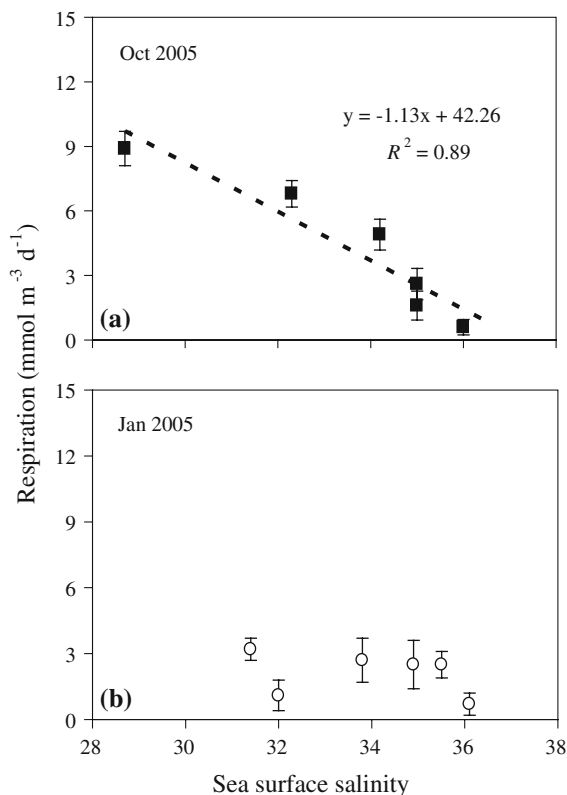 15
12
9
6
3
0
Oct 2005
y = -1.13x + 42.26
R² = 0.89
(a)
Respiration (mmol m⁻³ d⁻¹)
15
12
9
6
3
0
Jan 2005
(b)
28 30 32 34 36 38
Sea surface salinity